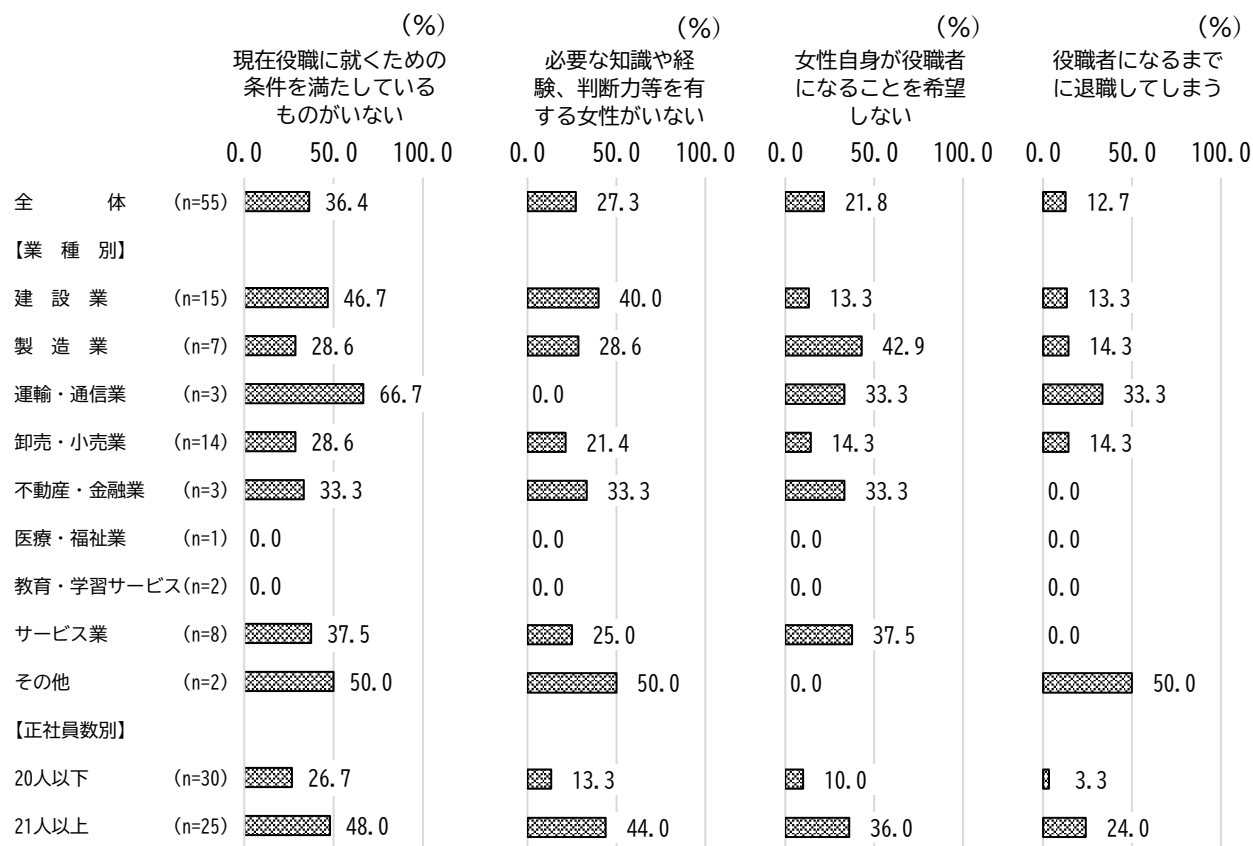 (%) (%) (%) (%)
現在役職に就くための 必要な知識や経 女性自身が役職者 役職者になるまで
条件を満たしている 験、判断力等を有 になることを希望 に退職してしまう
ものがいない する女性がいない しない
0.0 50.0 100.0 0.0 50.0 100.0 0.0 50.0 100.0 0.0 50.0 100.0
全 体 (n=55) 36.4 27.3 21.8 12.7
【業 種 別】
建 設 業 (n=15) 46.7 40.0 13.3 13.3
製 造 業 (n=7) 28.6 28.6 42.9 14.3
運輸・通信業 (n=3) 66.7 0.0 33.3 33.3
卸売・小売業 (n=14) 28.6 21.4 14.3 14.3
不動産・金融業 (n=3) 33.3 33.3 33.3 0.0
医療・福祉業 (n=1) 0.0 0.0 0.0 0.0
教育・学習サービス(n=2) 0.0 0.0 0.0 0.0
サービス業 (n=8) 37.5 25.0 37.5 0.0
その他 (n=2) 50.0 50.0 0.0 50.0
【正社員数別】
20人以下 (n=30) 26.7 13.3 10.0 3.3
21人以上 (n=25) 48.0 44.0 36.0 24.0